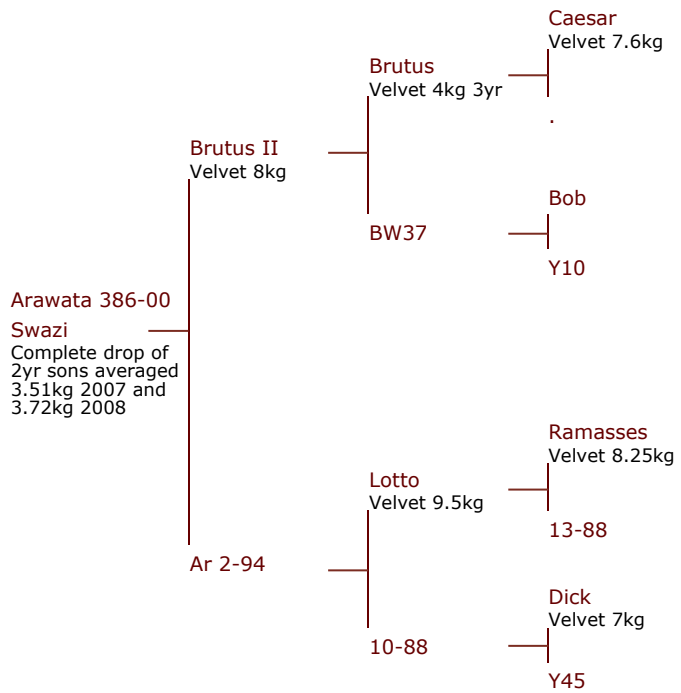 Caesar
Velvet 7.6kg
Brutus
Velvet 4kg 3yr
.
Brutus II
Velvet 8kg
Bob
BW37
Y10
Arawata 386-00
Swazi
Complete drop of
2yr sons averaged
3.51kg 2007 and
3.72kg 2008
Ramasses
Velvet 8.25kg
Lotto
Velvet 9.5kg
13-88
Ar 2-94
Dick
Velvet 7kg
10-88
Y45